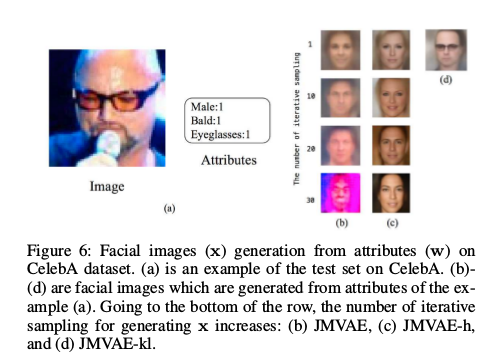 Male:1
Bald:1
Eyeglasses:1
Attributes
Image
(a)
The number of iterative sampling
1
10
20
30
(b)
(c)
(d)
Figure 6: Facial images (x) generation from attributes (w) on
CelebA dataset. (a) is an example of the test set on CelebA. (b)-
(d) are facial images which are generated from attributes of the ex-
ample (a). Going to the bottom of the row, the number of iterative
sampling for generating x increases: (b) JMVAE, (c) JMVAE-h,
and (d) JMVAE-kl.